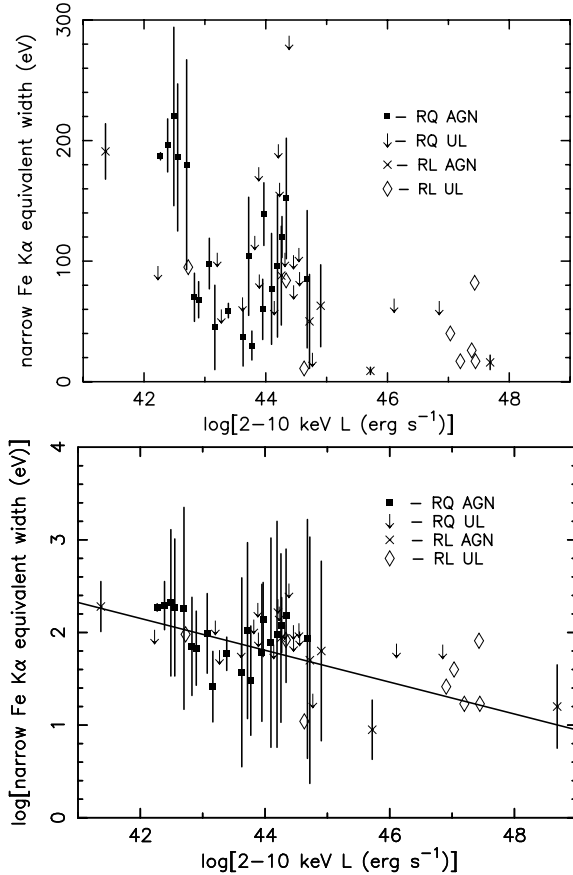 narrow Fe Kα equivalent width (eV)
300
200
100
0
– RQ AGN
– RQ UL
– RL AGN
– RL UL
42 44 46 48
log[2–10 keV L (erg s⁻¹)]
log[narrow Fe Kα equivalent width (eV)]
4
3
2
1
0
– RQ AGN
– RQ UL
– RL AGN
– RL UL
42 44 46 48
log[2–10 keV L (erg s⁻¹)]